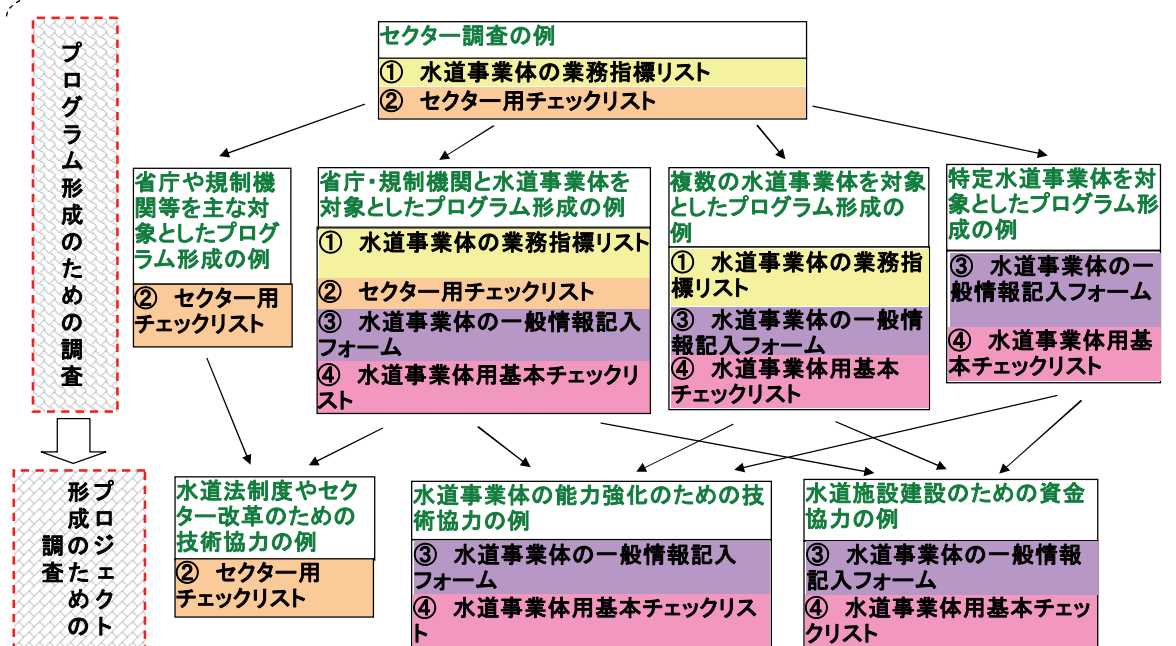 プログラム形成のための調査
セクター調査の例
① 水道事業体の業務指標リスト
② セクター用チェックリスト
省庁や規制機
関等を主な対
象としたプログ
ラム形成の例
② セクター用
チェックリスト
省庁・規制機関と水道事業体を
対象としたプログラム形成の例
① 水道事業体の業務指標リスト
② セクター用チェックリスト
③ 水道事業体の一般情報記入
フォーム
④ 水道事業体用基本チェックリ
スト
複数の水道事業体を対象
としたプログラム形成の
例
① 水道事業体の業務指
標リスト
③ 水道事業体の一般情
報記入フォーム
④ 水道事業体用基本
チェックリスト
特定水道事業体を対
象としたプログラム形
成の例
③ 水道事業体の一
般情報記入フォーム
④ 水道事業体用基
本チェックリスト
プロジェクト
形成のための
調査
水道法制度やセク
ター改革のための
技術協力の例
② セクター用
チェックリスト
水道事業体の能力強化のための技
術協力の例
③ 水道事業体の一般情報記入
フォーム
④ 水道事業体用基本チェックリス
ト
水道施設建設のための資金
協力の例
③ 水道事業体の一般情報
記入フォーム
④ 水道事業体用基本チェッ
クリスト